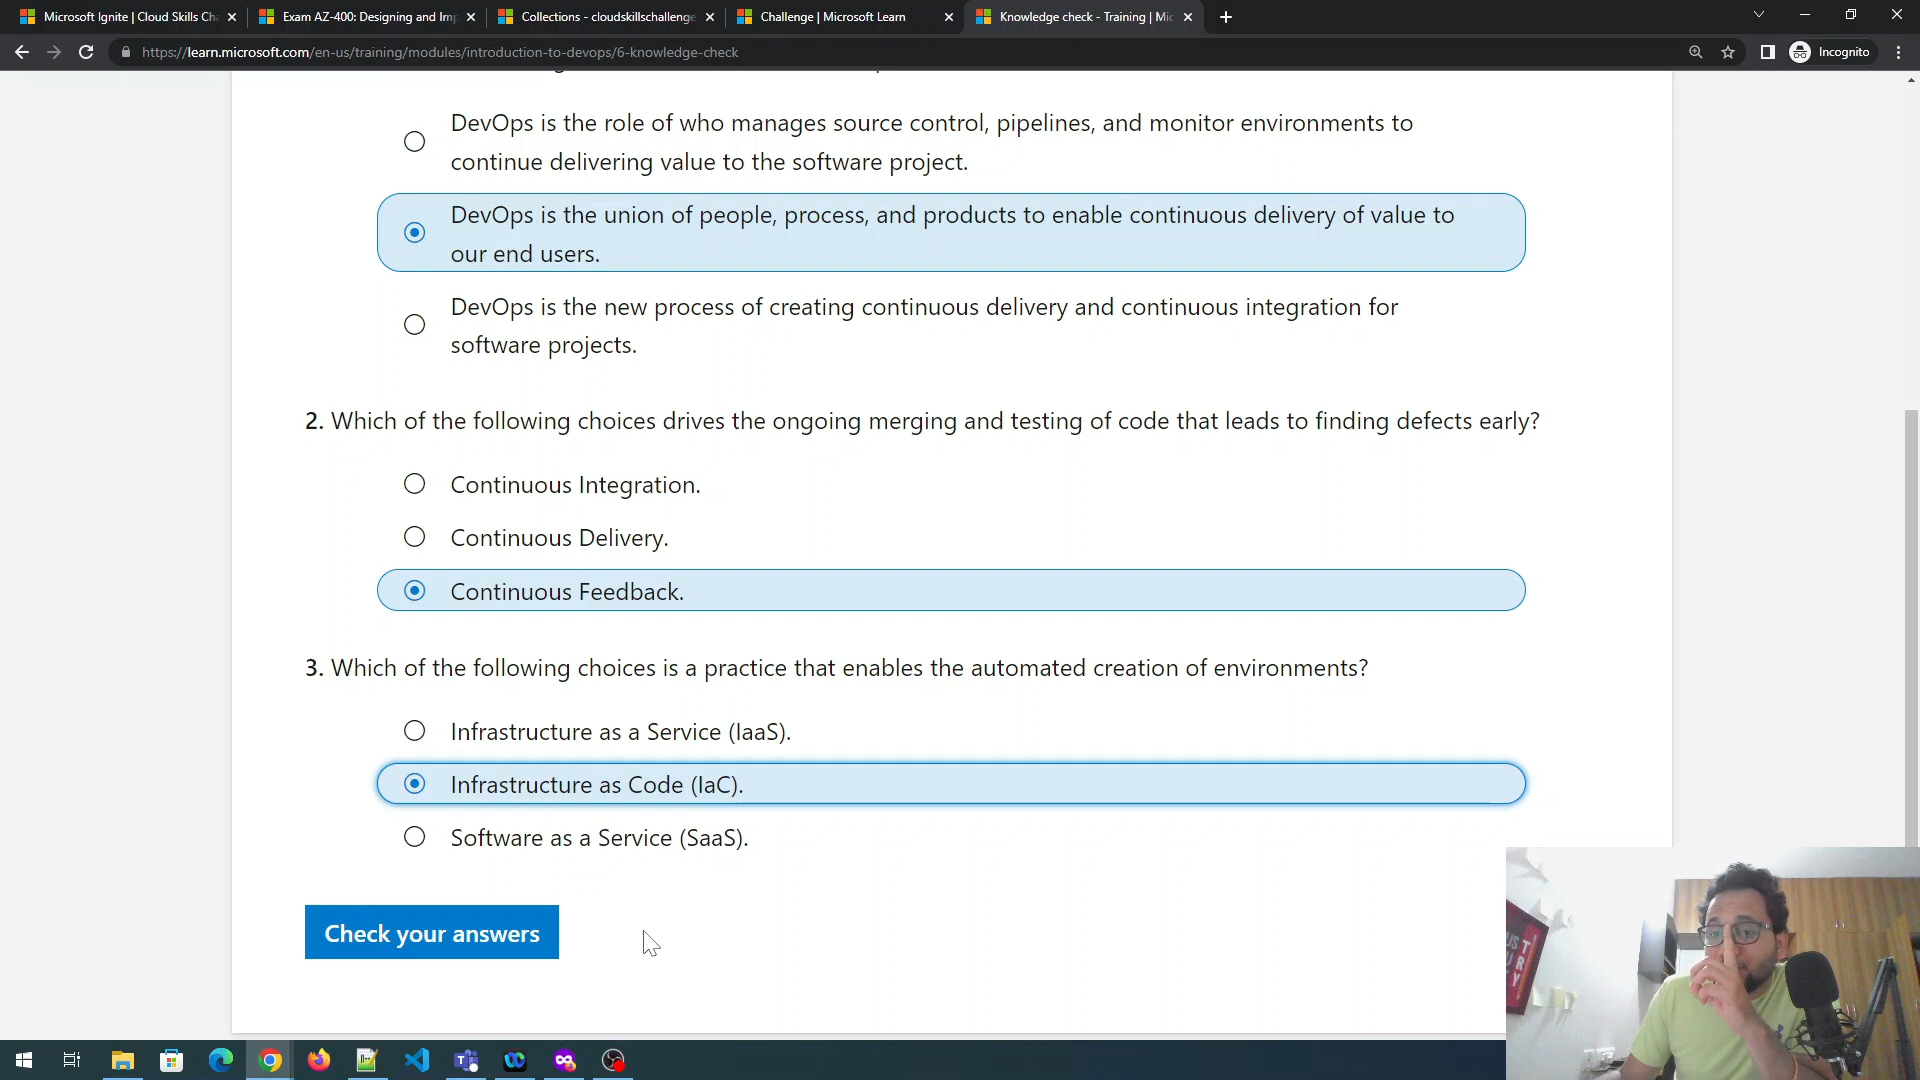 Microsoft Ignite | Cloud Skills Ch
Exam AZ-400: Designing and Imp
Collections - cloudskillschallenge
Challenge | Microsoft Learn
Knowledge check - Training | Mic
https://learn.microsoft.com/en-us/training/modules/introduction-to-devops/6-knowledge-check
Incognito
DevOps is the role of who manages source control, pipelines, and monitor environments to
continue delivering value to the software project.
DevOps is the union of people, process, and products to enable continuous delivery of value to
our end users.
DevOps is the new process of creating continuous delivery and continuous integration for
software projects.
2. Which of the following choices drives the ongoing merging and testing of code that leads to finding defects early?
Continuous Integration.
Continuous Delivery.
Continuous Feedback.
3. Which of the following choices is a practice that enables the automated creation of environments?
Infrastructure as a Service (IaaS).
Infrastructure as Code (IaC).
Software as a Service (SaaS).
Check your answers